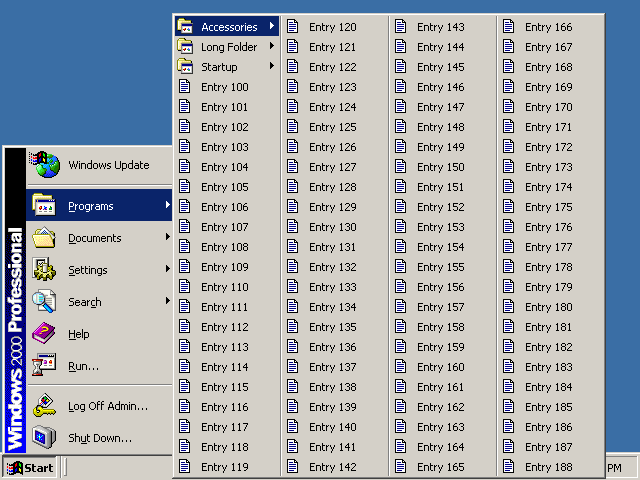 Accessories
Long Folder
Startup
Entry 100
Entry 101
Entry 102
Entry 103
Entry 104
Entry 105
Entry 106
Entry 107
Entry 108
Entry 109
Entry 110
Entry 111
Entry 112
Entry 113
Entry 114
Entry 115
Entry 116
Entry 117
Entry 118
Entry 119
Entry 120
Entry 121
Entry 122
Entry 123
Entry 124
Entry 125
Entry 126
Entry 127
Entry 128
Entry 129
Entry 130
Entry 131
Entry 132
Entry 133
Entry 134
Entry 135
Entry 136
Entry 137
Entry 138
Entry 139
Entry 140
Entry 141
Entry 142
Entry 143
Entry 144
Entry 145
Entry 146
Entry 147
Entry 148
Entry 149
Entry 150
Entry 151
Entry 152
Entry 153
Entry 154
Entry 155
Entry 156
Entry 157
Entry 158
Entry 159
Entry 160
Entry 161
Entry 162
Entry 163
Entry 164
Entry 165
Entry 166
Entry 167
Entry 168
Entry 169
Entry 170
Entry 171
Entry 172
Entry 173
Entry 174
Entry 175
Entry 176
Entry 177
Entry 178
Entry 179
Entry 180
Entry 181
Entry 182
Entry 183
Entry 184
Entry 185
Entry 186
Entry 187
Entry 188
Windows 2000 Professional
Windows Update
Programs
Documents
Settings
Search
Help
Run...
Log Off Admin...
Shut Down...
Start
PM